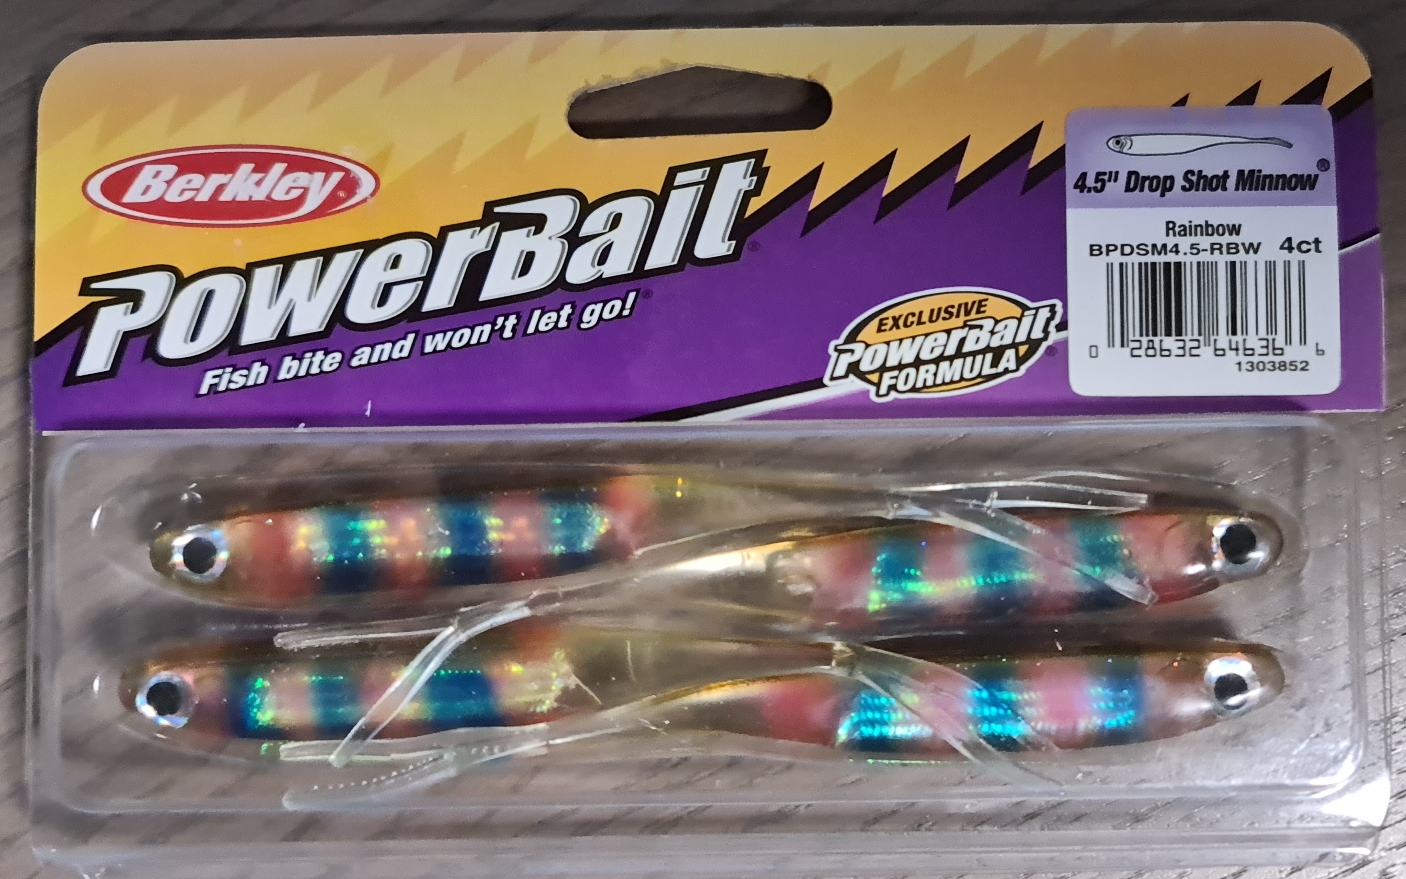 Berkley®
PowerBait®
Fish bite and won't let go!®
EXCLUSIVE
PowerBait®
FORMULA
4.5" Drop Shot Minnow®
Rainbow
BPDSM4.5-RBW 4ct
0 28632 64636 6
1303852